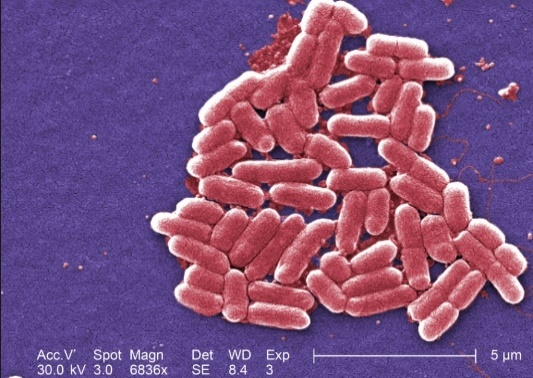 Acc.V Spot Magn Det WD Exp 5 µm
30.0 kV 3.0 6836x SE 8.4 3